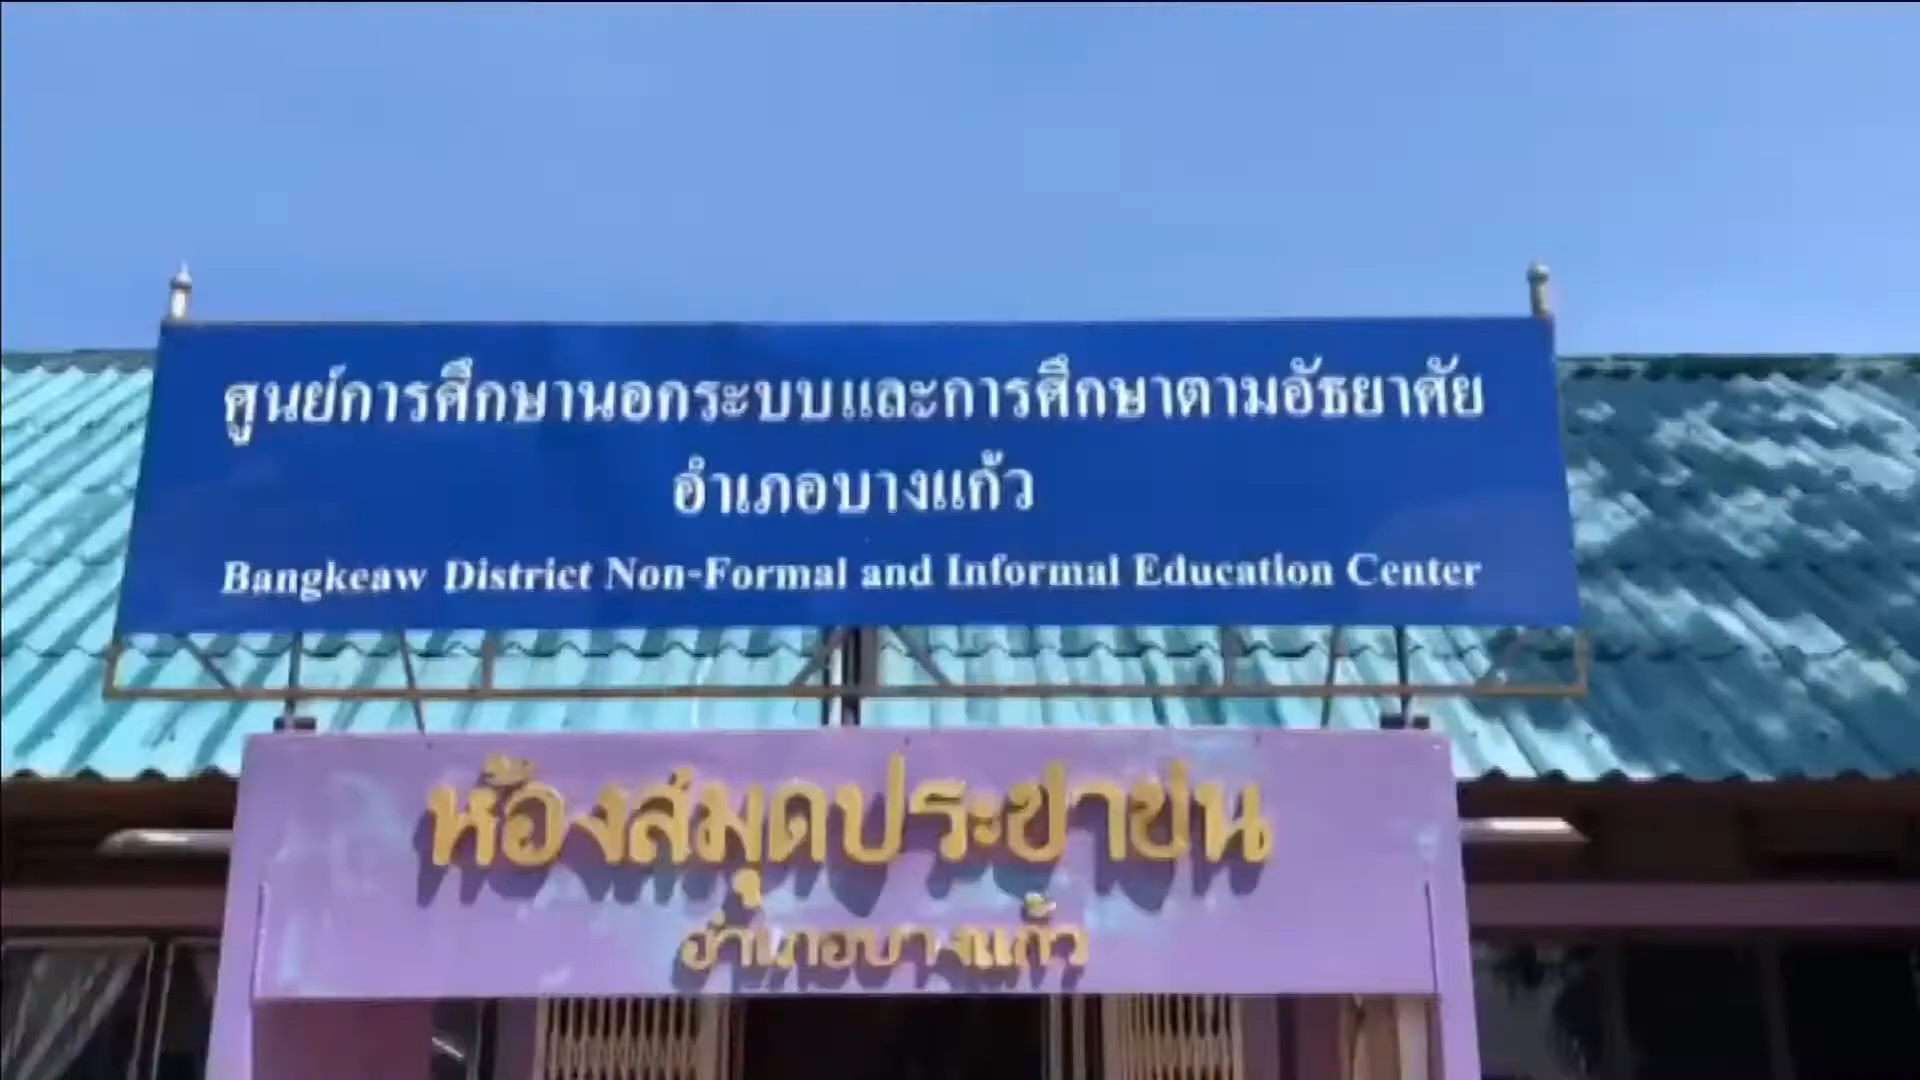 ศูนย์การศึกษานอกระบบและการศึกษาตามอัธยาศัย
อำเภอบางแก้ว
Bangkeaw District Non-Formal and Informal Education Center
ห้องสมุดประชาชน
อำเภอบางแก้ว